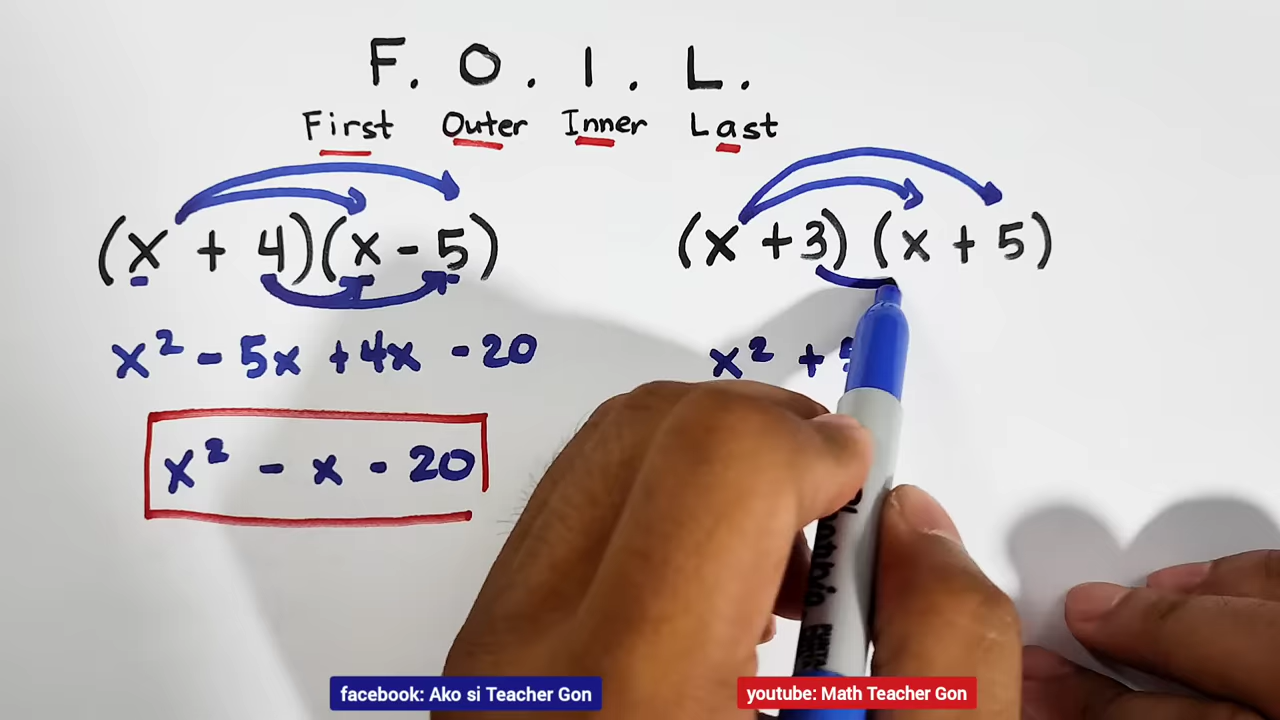 F. O. I. L.
First Outer Inner Last
(x + 4)(x - 5)
x² - 5x + 4x - 20
x² - x - 20
(x + 3) (x + 5)
x² +
facebook: Ako si Teacher Gon
youtube: Math Teacher Gon